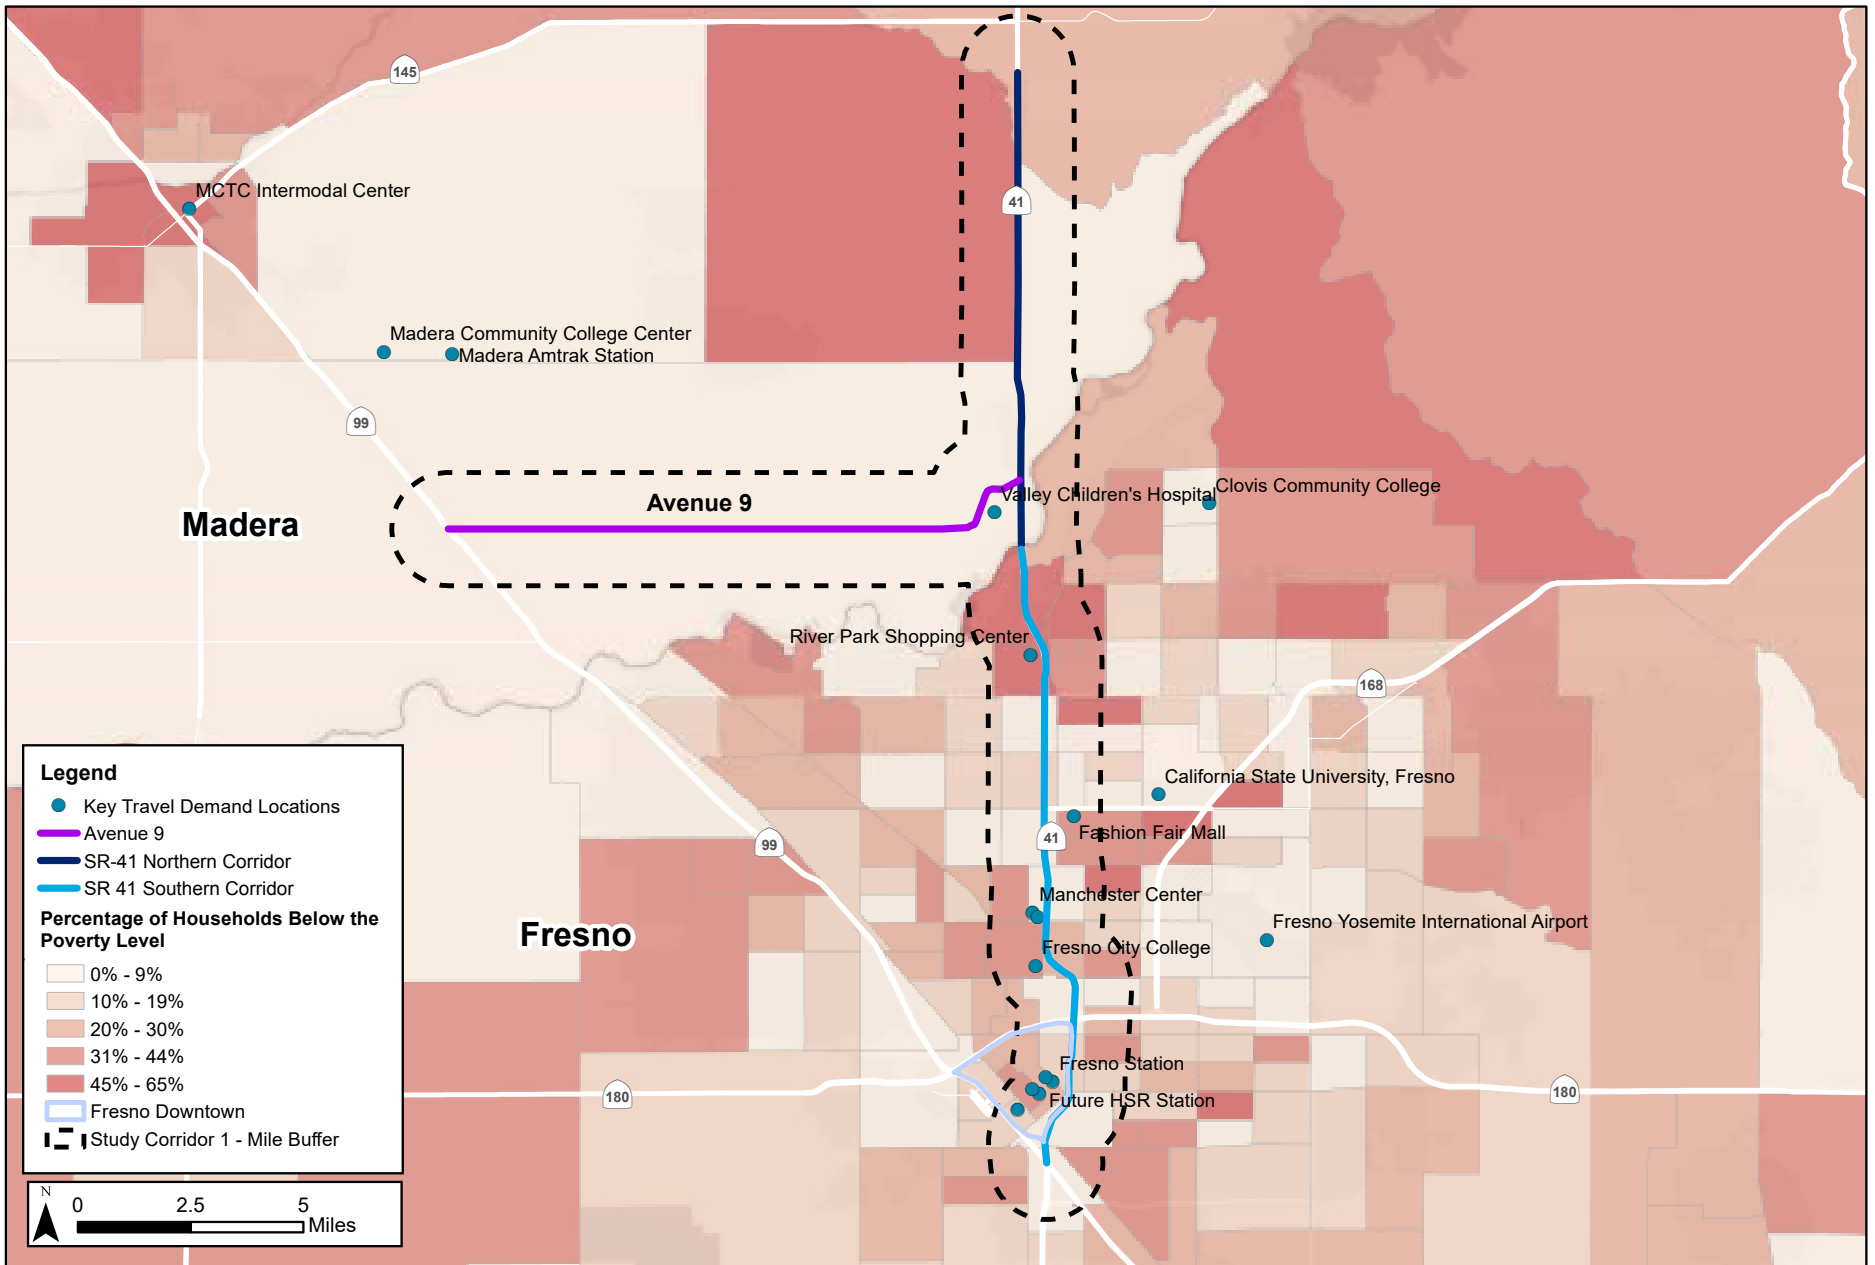 145
MCTC Intermodal Center
41
Madera Community College Center
Madera Amtrak Station
99
Avenue 9
Valley Children's Hospital
Clovis Community College
Madera
River Park Shopping Center
168
California State University, Fresno
Fashion Fair Mall
41
99
Manchester Center
Fresno Yosemite International Airport
Fresno
Fresno City College
Fresno Station
Future HSR Station
180
180
Legend
Key Travel Demand Locations
Avenue 9
SR-41 Northern Corridor
SR 41 Southern Corridor
Percentage of Households Below the
Poverty Level
0% - 9%
10% - 19%
20% - 30%
31% - 44%
45% - 65%
Fresno Downtown
Study Corridor 1 - Mile Buffer
N
0 2.5 5
Miles